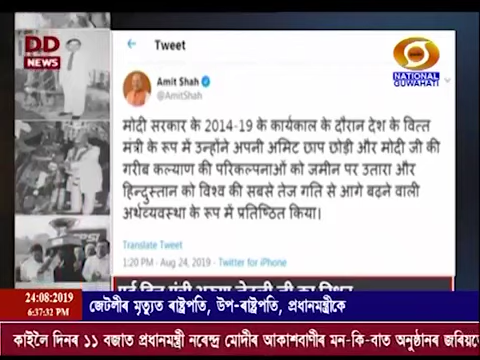 DD
NEWS
Tweet
Amit Shah
@AmitShah
NATIONAL
GUWAHATI
मोदी सरकार के 2014-19 के कार्यकाल के दौरान देश के वित्त
मंत्री के रूप में उन्होंने अपनी अमिट छाप छोड़ी और मोदी जी की
गरीब कल्याण की परिकल्पनाओं को जमीन पर उतारा और
हिन्दुस्तान को विश्व की सबसे तेज गति से आगे बढ़ने वाली
अर्थव्यवस्था के रूप में प्रतिष्ठित किया।
Translate Tweet
1:20 PM - Aug 24, 2019 - Twitter for iPhone
24:08:2019
6:37:32 PM
জেটলীৰ মৃত্যুত ৰাষ্ট্ৰপতি, উপ-ৰাষ্ট্ৰপতি, প্ৰধানমন্ত্ৰীকে
কাইলৈ দিনৰ ১১ বজাত প্ৰধানমন্ত্ৰী নৰেন্দ্ৰ মোদীৰ আকাশবাণীৰ মন-কি-বাত অনুষ্ঠানৰ জৰিয়তে